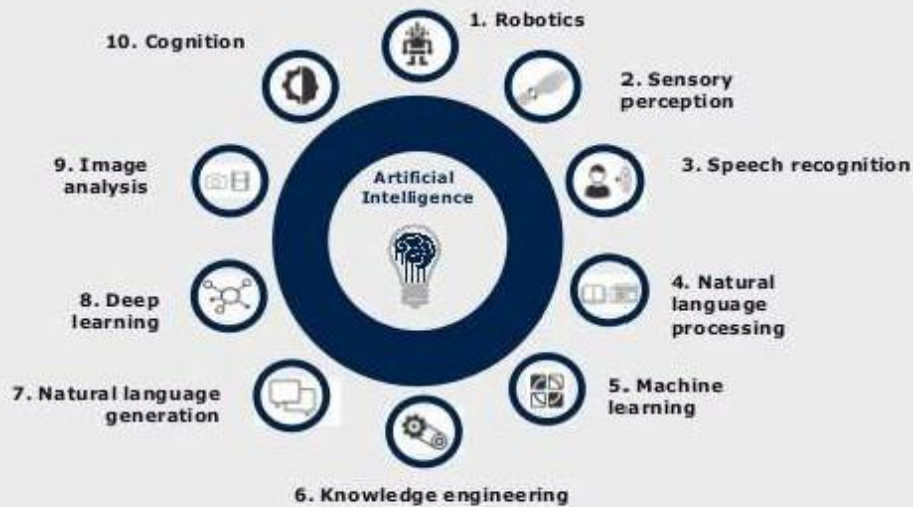 1. Robotics
2. Sensory
perception
3. Speech recognition
4. Natural
language
processing
5. Machine
learning
6. Knowledge engineering
7. Natural language
generation
8. Deep
learning
9. Image
analysis
10. Cognition
Artificial
Intelligence